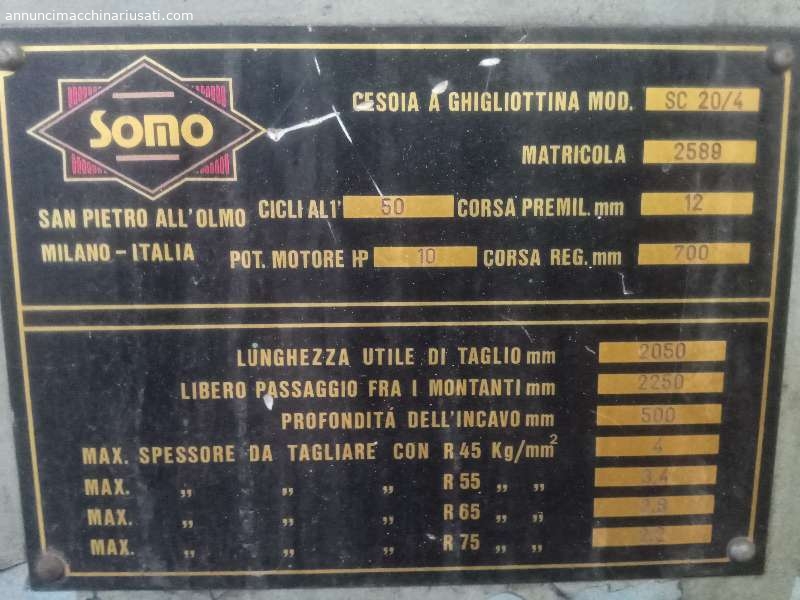 annuncimacchinariusati.com
SOMO
CESOIA A GHIGLIOTTINA MOD. SC 20/4
MATRICOLA 2589
SAN PIETRO ALL'OLMO
MILANO - ITALIA
CICLI AL 1' 50 CORSA PREMIL. mm 12
POT. MOTORE HP 10 CORSA REG. mm 700
LUNGHEZZA UTILE DI TAGLIO mm 2050
LIBERO PASSAGGIO FRA I MONTANTI mm 2250
PROFONDITÁ DELL'INCAVO mm 500
MAX. SPESSORE DA TAGLIARE CON R 45 Kg/mm² 4
MAX. „ „ „ R 55 „ „ 3,4
MAX. „ „ „ R 65 „ „
MAX. „ „ „ R 75 „ „